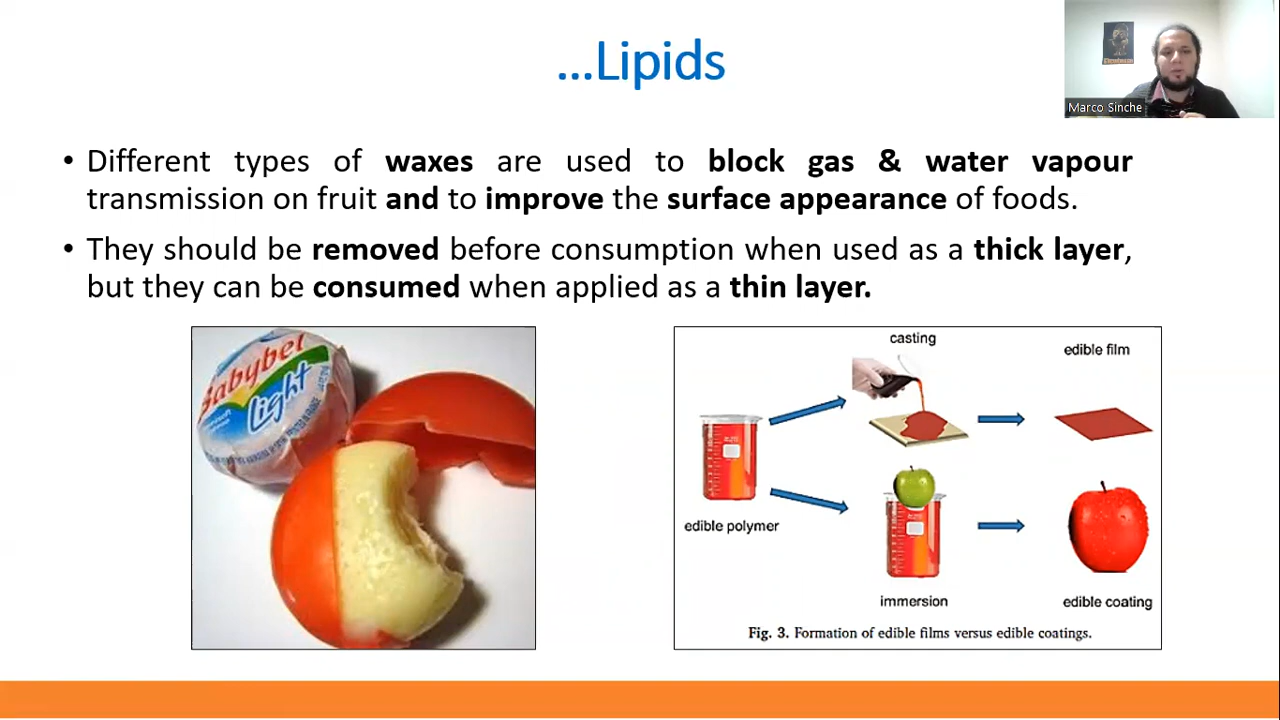 ...Lipids
Marco Sinche
• Different types of waxes are used to block gas & water vapour
transmission on fruit and to improve the surface appearance of foods.
• They should be removed before consumption when used as a thick layer,
but they can be consumed when applied as a thin layer.
Babybel
Light
casting
edible film
edible polymer
immersion
edible coating
Fig. 3. Formation of edible films versus edible coatings.